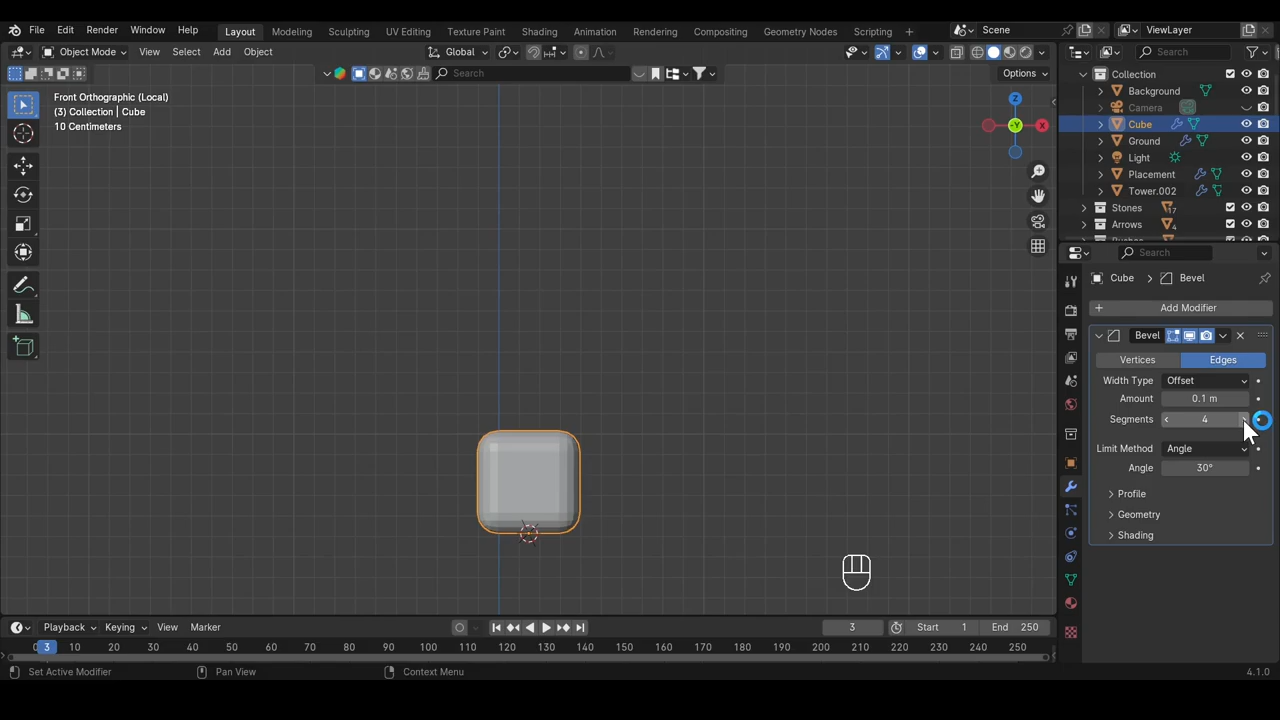 File Edit Render Window Help Layout Modeling Sculpting UV Editing Texture Paint Shading Animation Rendering Compositing Geometry Nodes Scripting + Scene ViewLayer
Object Mode View Select Add Object Global Search
Search Options
Front Orthographic (Local)
(3) Collection | Cube
10 Centimeters
Z
-Y X
Collection
Background
Camera
Cube
Ground
Light
Placement
Tower.002
Stones 17
Arrows 4
Search
Cube > Bevel
+ Add Modifier
Bevel
Vertices Edges
Width Type Offset
Amount 0.1 m
Segments 4
Limit Method Angle
Angle 30°
Profile
Geometry
Shading
Playback Keying View Marker 3 Start 1 End 250
0 3 10 20 30 40 50 60 70 80 90 100 110 120 130 140 150 160 170 180 190 200 210 220 230 240 250
Set Active Modifier Pan View Context Menu 4.1.0